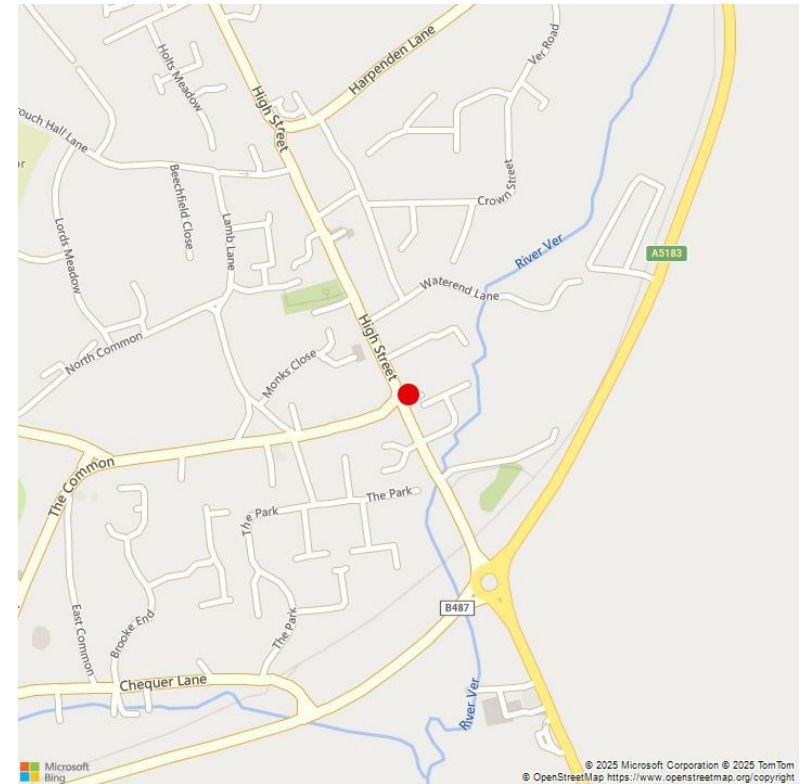 Holts Meadow
Harpenden Lane
Ver Road
High Street
rouch Hall Lane
or
Beechfield Close
Crown Street
Lords Meadow
Lamb Lane
River Ver
A5183
Waterend Lane
High Street
North Common
Monks Close
The Common
The Park
The Park
B487
East Common
Brooke End
The Park
Chequer Lane
River Ver
Microsoft
Bing
© 2025 Microsoft Corporation © 2025 TomTom
© OpenStreetMap https://www.openstreetmap.org/copyright